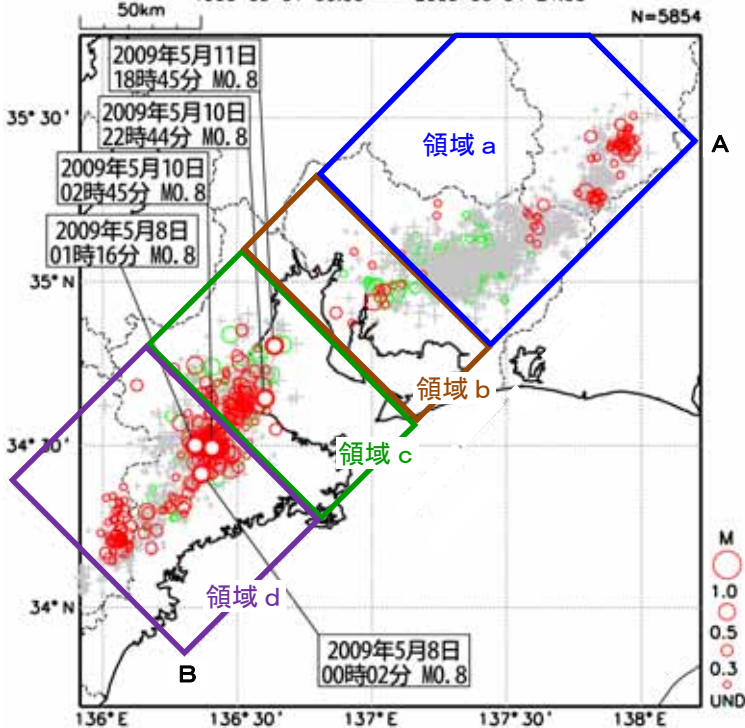 50km
N=5854
2009年5月11日
18時45分 M0.8
2009年5月10日
22時44分 M0.8
2009年5月10日
02時45分 M0.8
2009年5月8日
01時16分 M0.8
35° 30'
35° N
34° 30'
34° N
領域 a
A
領域 b
領域 c
領域 d
B
2009年5月8日
00時02分 M0.8
M
1.0
0.5
0.3
UND
136° E
136° 30'
137° E
137° 30'
138° E